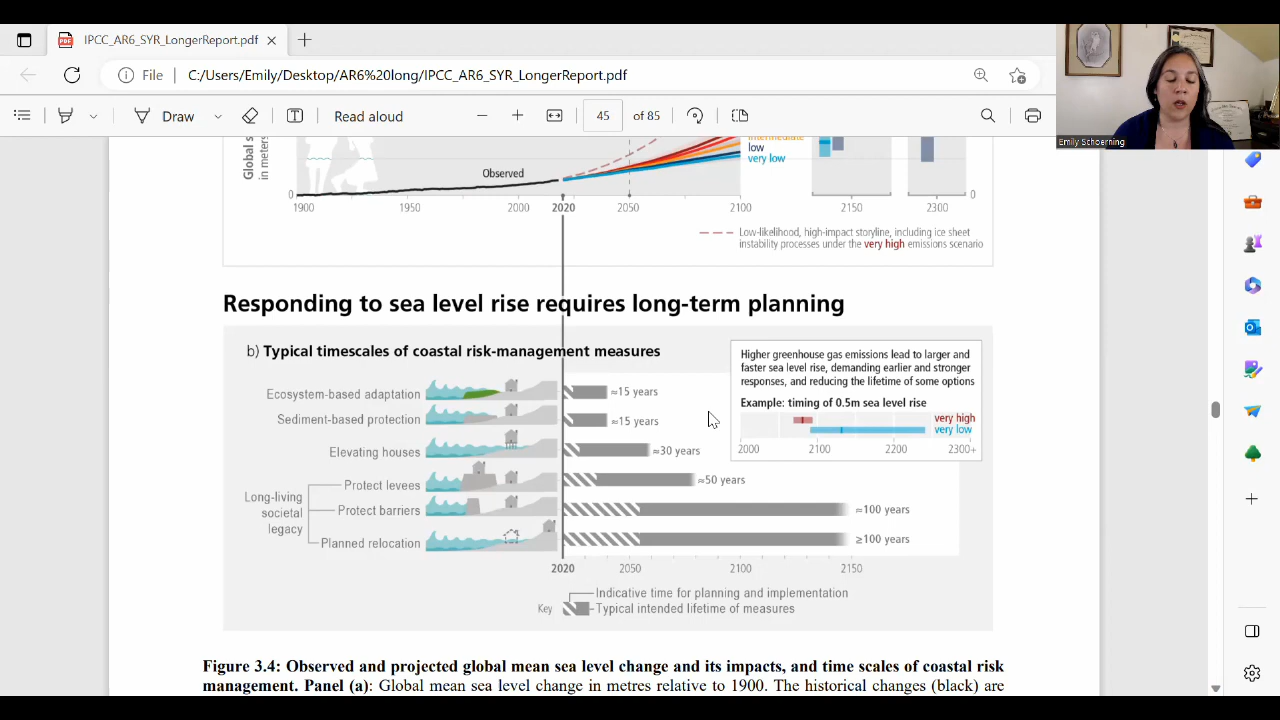 IPCC_AR6_SYR_LongerReport.pdf
File
C:/Users/Emily/Desktop/AR6%20long/IPCC_AR6_SYR_LongerReport.pdf
Draw
Read aloud
45
of 85
Emily Schoerning
Global s
in meters
low
very low
Observed
0
0
1900
1950
2000
2020
2050
2100
2150
2300
Low-likelihood, high-impact storyline, including ice sheet
instability processes under the very high emissions scenario
Responding to sea level rise requires long-term planning
b) Typical timescales of coastal risk-management measures
Higher greenhouse gas emissions lead to larger and
faster sea level rise, demanding earlier and stronger
responses, and reducing the lifetime of some options
Example: timing of 0.5m sea level rise
very high
very low
2000
2100
2200
2300+
Ecosystem-based adaptation
≈15 years
Sediment-based protection
≈15 years
Elevating houses
≈30 years
Long-living
societal
legacy
Protect levees
≈50 years
Protect barriers
≈100 years
Planned relocation
≥100 years
2020
2050
2100
2150
Key
Indicative time for planning and implementation
Typical intended lifetime of measures
Figure 3.4: Observed and projected global mean sea level change and its impacts, and time scales of coastal risk
management. Panel (a): Global mean sea level change in metres relative to 1900. The historical changes (black) are